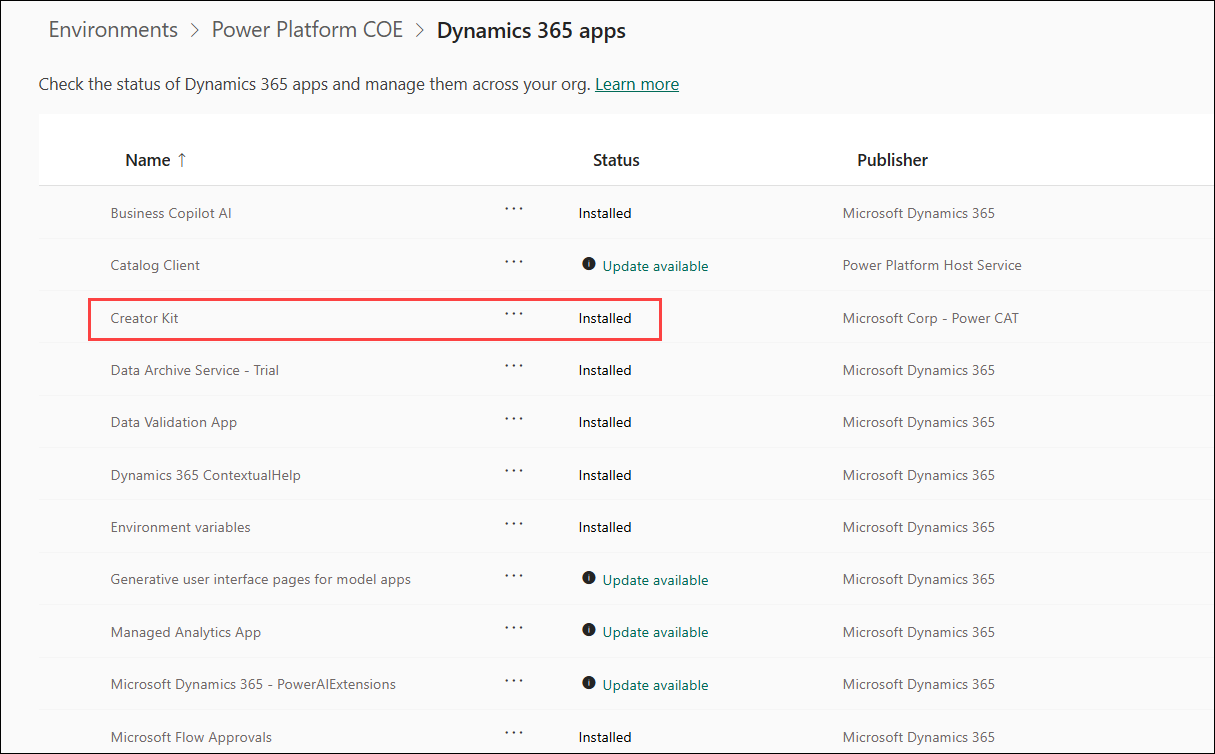 Environments > Power Platform COE > Dynamics 365 apps
Check the status of Dynamics 365 apps and manage them across your org. Learn more
Name ↑ Status Publisher
Business Copilot AI ... Installed Microsoft Dynamics 365
Catalog Client ... Update available Power Platform Host Service
Creator Kit ... Installed Microsoft Corp - Power CAT
Data Archive Service - Trial ... Installed Microsoft Dynamics 365
Data Validation App ... Installed Microsoft Dynamics 365
Dynamics 365 ContextualHelp ... Installed Microsoft Dynamics 365
Environment variables ... Installed Microsoft Dynamics 365
Generative user interface pages for model apps ... Update available Microsoft Dynamics 365
Managed Analytics App ... Update available Microsoft Dynamics 365
Microsoft Dynamics 365 - PowerAIExtensions ... Update available Microsoft Dynamics 365
Microsoft Flow Approvals ... Installed Microsoft Dynamics 365